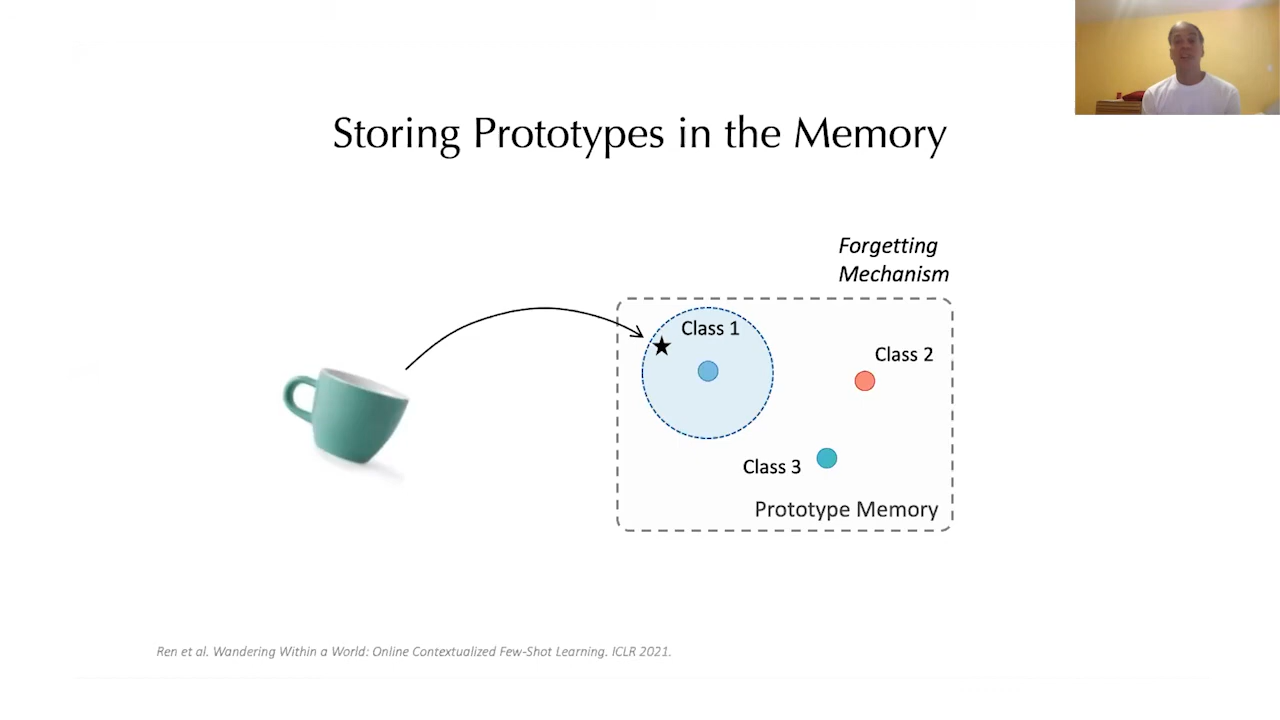 Storing Prototypes in the Memory
Forgetting
Mechanism
Class 1
Class 2
Class 3
Prototype Memory
Ren et al. Wandering Within a World: Online Contextualized Few-Shot Learning. ICLR 2021.